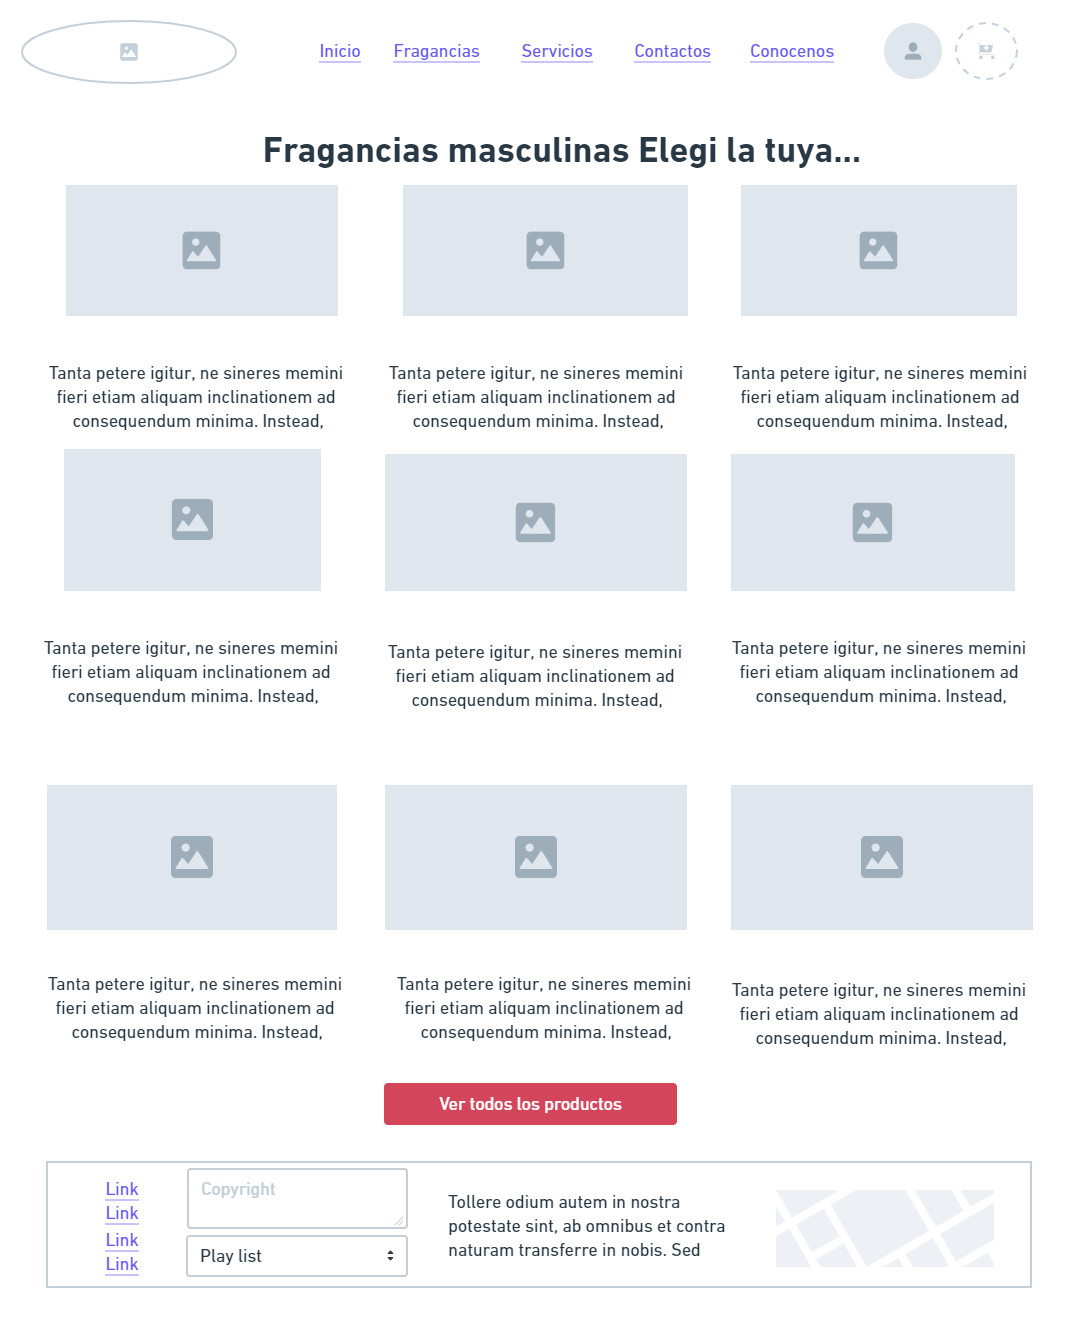 Inicio Fragancias Servicios Contactos Conocenos
Fragancias masculinas Elegi la tuya...
Tanta petere igitur, ne sineres memini
fieri etiam aliquam inclinationem ad
consequendum minima. Instead,
Tanta petere igitur, ne sineres memini
fieri etiam aliquam inclinationem ad
consequendum minima. Instead,
Tanta petere igitur, ne sineres memini
fieri etiam aliquam inclinationem ad
consequendum minima. Instead,
Tanta petere igitur, ne sineres memini
fieri etiam aliquam inclinationem ad
consequendum minima. Instead,
Tanta petere igitur, ne sineres memini
fieri etiam aliquam inclinationem ad
consequendum minima. Instead,
Tanta petere igitur, ne sineres memini
fieri etiam aliquam inclinationem ad
consequendum minima. Instead,
Tanta petere igitur, ne sineres memini
fieri etiam aliquam inclinationem ad
consequendum minima. Instead,
Tanta petere igitur, ne sineres memini
fieri etiam aliquam inclinationem ad
consequendum minima. Instead,
Tanta petere igitur, ne sineres memini
fieri etiam aliquam inclinationem ad
consequendum minima. Instead,
Ver todos los productos
Link
Link
Link
Link
Copyright
Play list
Tollere odium autem in nostra
potestate sint, ab omnibus et contra
naturam transferre in nobis. Sed